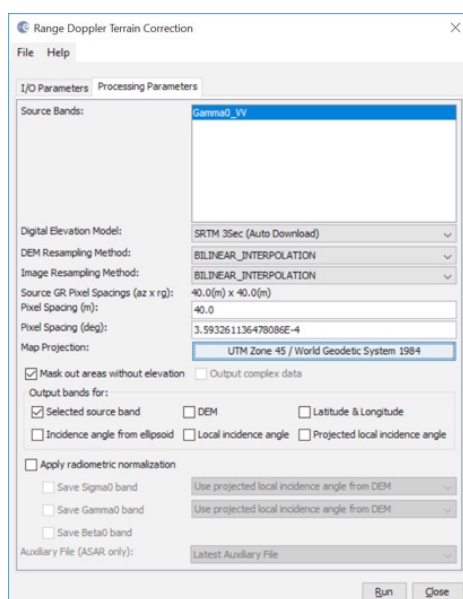 Range Doppler Terrain Correction
File Help
I/O Parameters Processing Parameters
Source Bands: Gamma0_VV
Digital Elevation Model: SRTM 3Sec (Auto Download)
DEM Resampling Method: BILINEAR_INTERPOLATION
Image Resampling Method: BILINEAR_INTERPOLATION
Source GR Pixel Spacings (az x rg): 40.0(m) x 40.0(m)
Pixel Spacing (m): 40.0
Pixel Spacing (deg): 3.593261136478086E-4
Map Projection: UTM Zone 45 / World Geodetic System 1984
Mask out areas without elevation Output complex data
Output bands for:
Selected source band DEM Latitude & Longitude
Incidence angle from ellipsoid Local incidence angle Projected local incidence angle
Apply radiometric normalization
Save Sigma0 band Use projected local incidence angle from DEM
Save Gamma0 band Use projected local incidence angle from DEM
Save Beta0 band
Auxiliary File (ASAR only): Latest Auxiliary File
Run Close